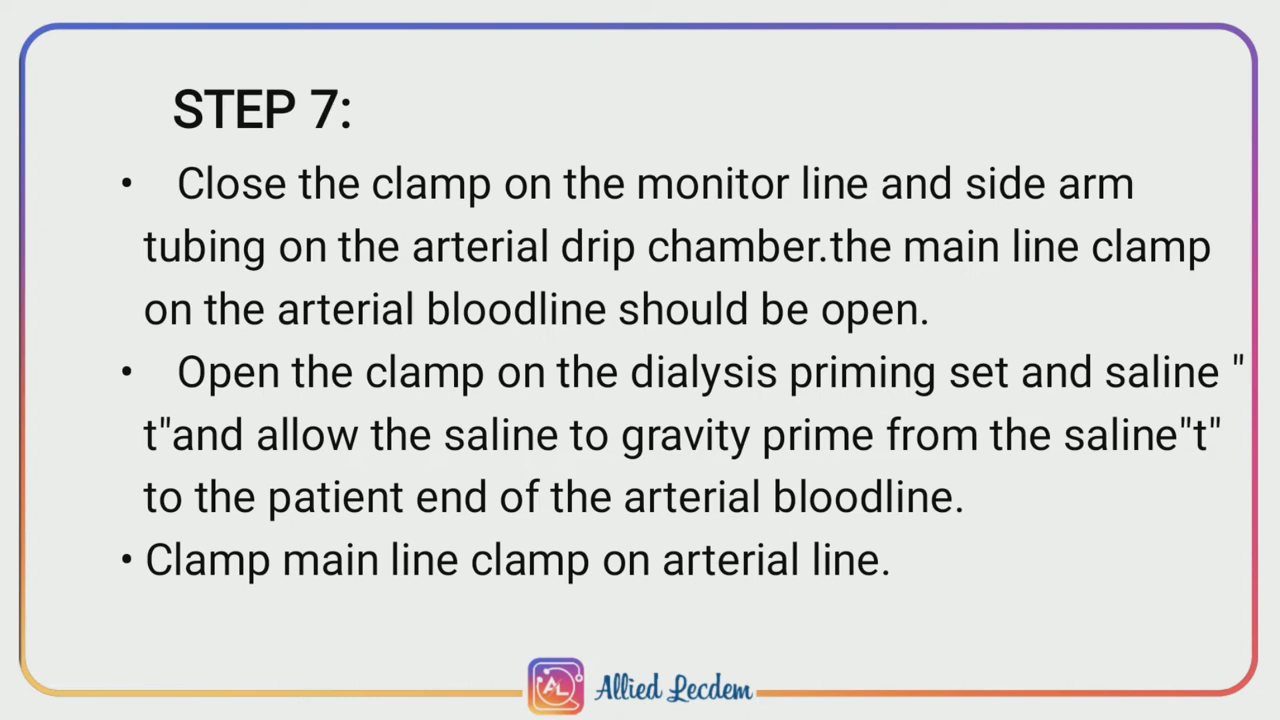 STEP 7:
• Close the clamp on the monitor line and side arm
tubing on the arterial drip chamber.the main line clamp
on the arterial bloodline should be open.
• Open the clamp on the dialysis priming set and saline "
t"and allow the saline to gravity prime from the saline"t"
to the patient end of the arterial bloodline.
• Clamp main line clamp on arterial line.
AL Allied Lecdem